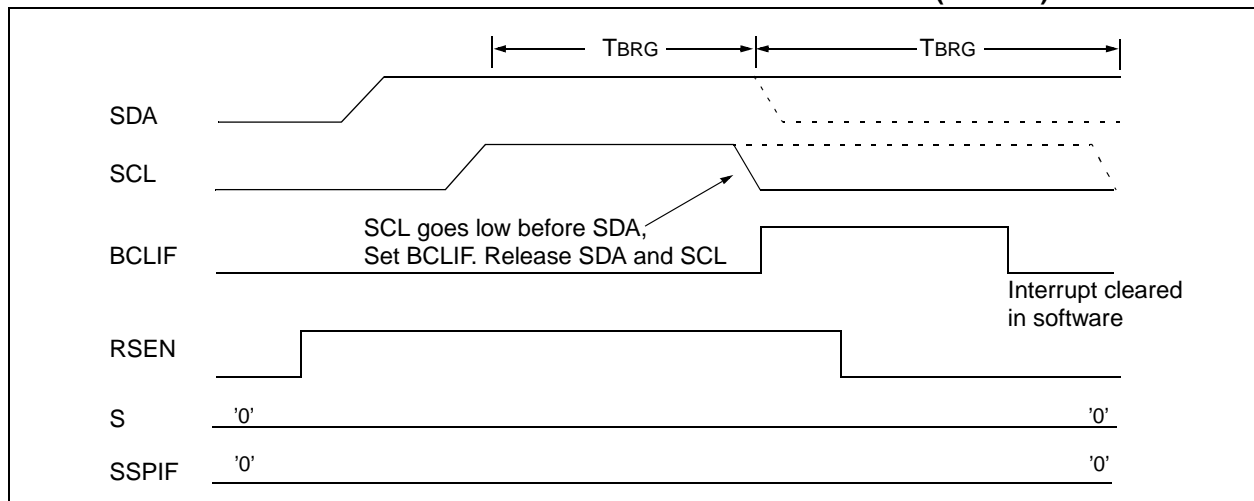 TBRG TBRG
SDA
SCL
SCL goes low before SDA,
Set BCLIF. Release SDA and SCL
BCLIF
Interrupt cleared
in software
RSEN
S '0' '0'
SSPIF '0' '0'